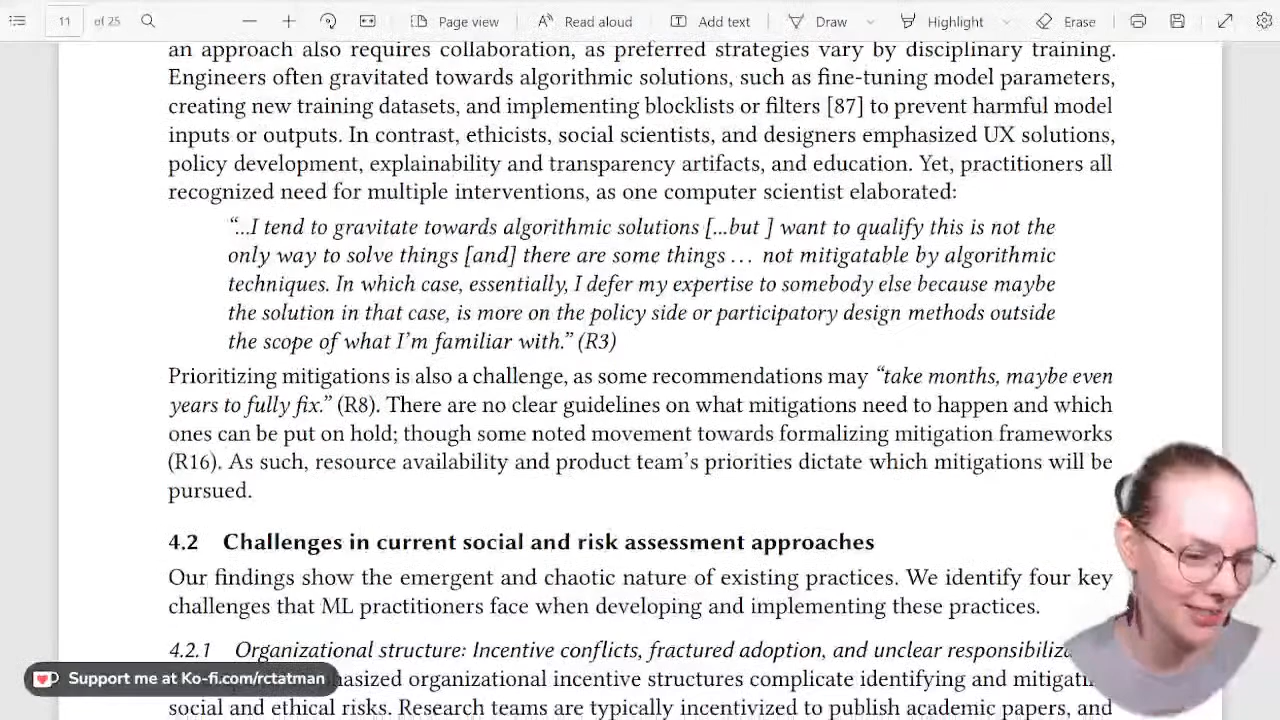 11 of 25 Page view Read aloud Add text Draw Highlight Erase
an approach also requires collaboration, as preferred strategies vary by disciplinary training.
Engineers often gravitated towards algorithmic solutions, such as fine-tuning model parameters,
creating new training datasets, and implementing blocklists or filters [87] to prevent harmful model
inputs or outputs. In contrast, ethicists, social scientists, and designers emphasized UX solutions,
policy development, explainability and transparency artifacts, and education. Yet, practitioners all
recognized need for multiple interventions, as one computer scientist elaborated:
“...I tend to gravitate towards algorithmic solutions [...but ] want to qualify this is not the
only way to solve things [and] there are some things ... not mitigatable by algorithmic
techniques. In which case, essentially, I defer my expertise to somebody else because maybe
the solution in that case, is more on the policy side or participatory design methods outside
the scope of what I’m familiar with.” (R3)
Prioritizing mitigations is also a challenge, as some recommendations may “take months, maybe even
years to fully fix.” (R8). There are no clear guidelines on what mitigations need to happen and which
ones can be put on hold; though some noted movement towards formalizing mitigation frameworks
(R16). As such, resource availability and product team’s priorities dictate which mitigations will be
pursued.
4.2 Challenges in current social and risk assessment approaches
Our findings show the emergent and chaotic nature of existing practices. We identify four key
challenges that ML practitioners face when developing and implementing these practices.
4.2.1 Organizational structure: Incentive conflicts, fractured adoption, and unclear
organizational incentive structures complicate identifying and
Support me at Ko-fi.com/rctatman
social and ethical risks. Research teams are typically incentivized to publish academic papers, and